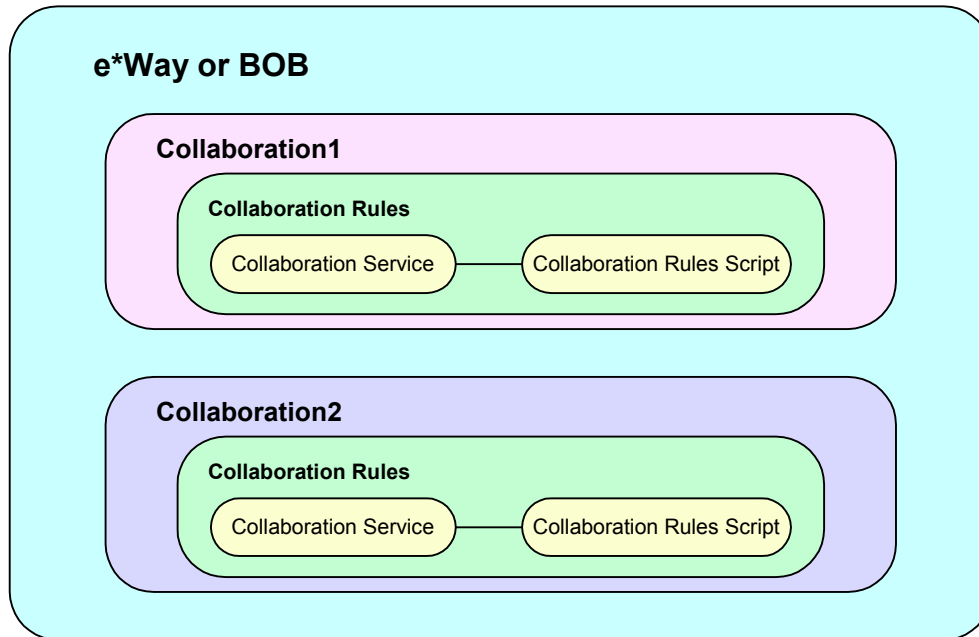 e*Way or BOB
Collaboration1
Collaboration Rules
Collaboration Service
Collaboration Rules Script
Collaboration2
Collaboration Rules
Collaboration Service
Collaboration Rules Script